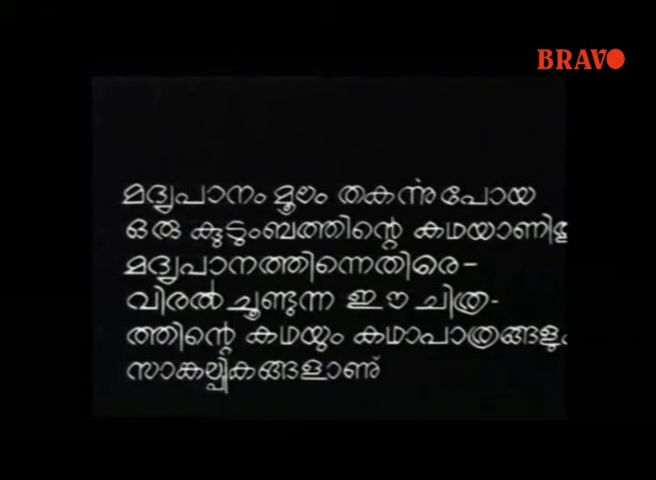 BRAVO
മദ്യപാനം മൂലം തകർന്നുപോയ
ഒരു കുടുംബത്തിന്റെ കഥയാണിത്
മദ്യപാനത്തിന്നെതിരെ-
വിരൽ ചൂണ്ടുന്ന ഈ ചിത്ര-
ത്തിന്റെ കഥയും കഥാപാത്രങ്ങളും
സാങ്കല്പികങ്ങളാണു്